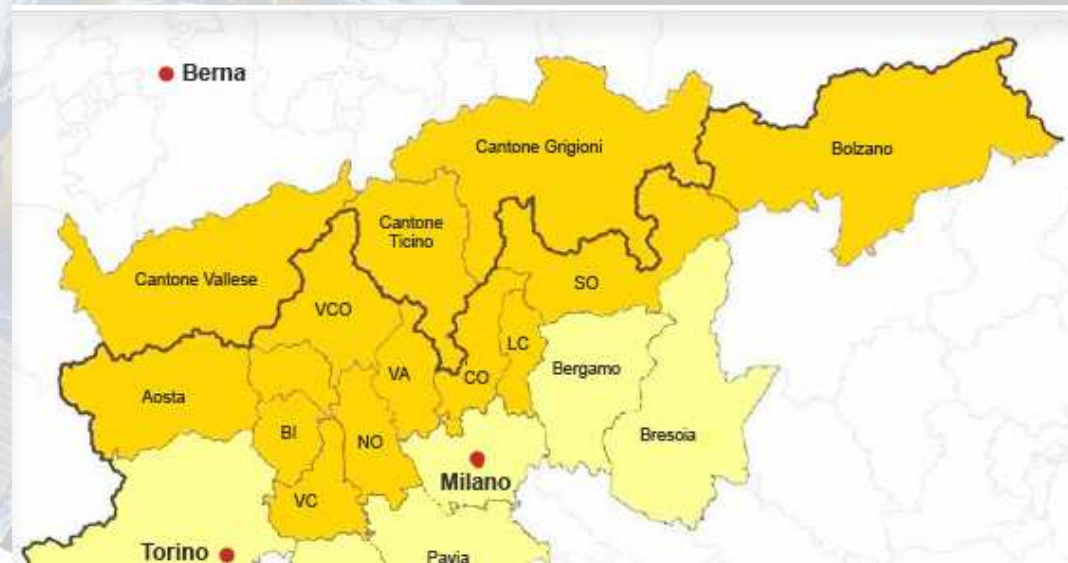 Berna
Cantone Grigioni
Bolzano
Cantone
Ticino
Cantone Vallese
SO
VCO
LC
Bergamo
VA
CO
Aosta
BI
NO
Bresoia
Milano
VC
Torino
Pavia